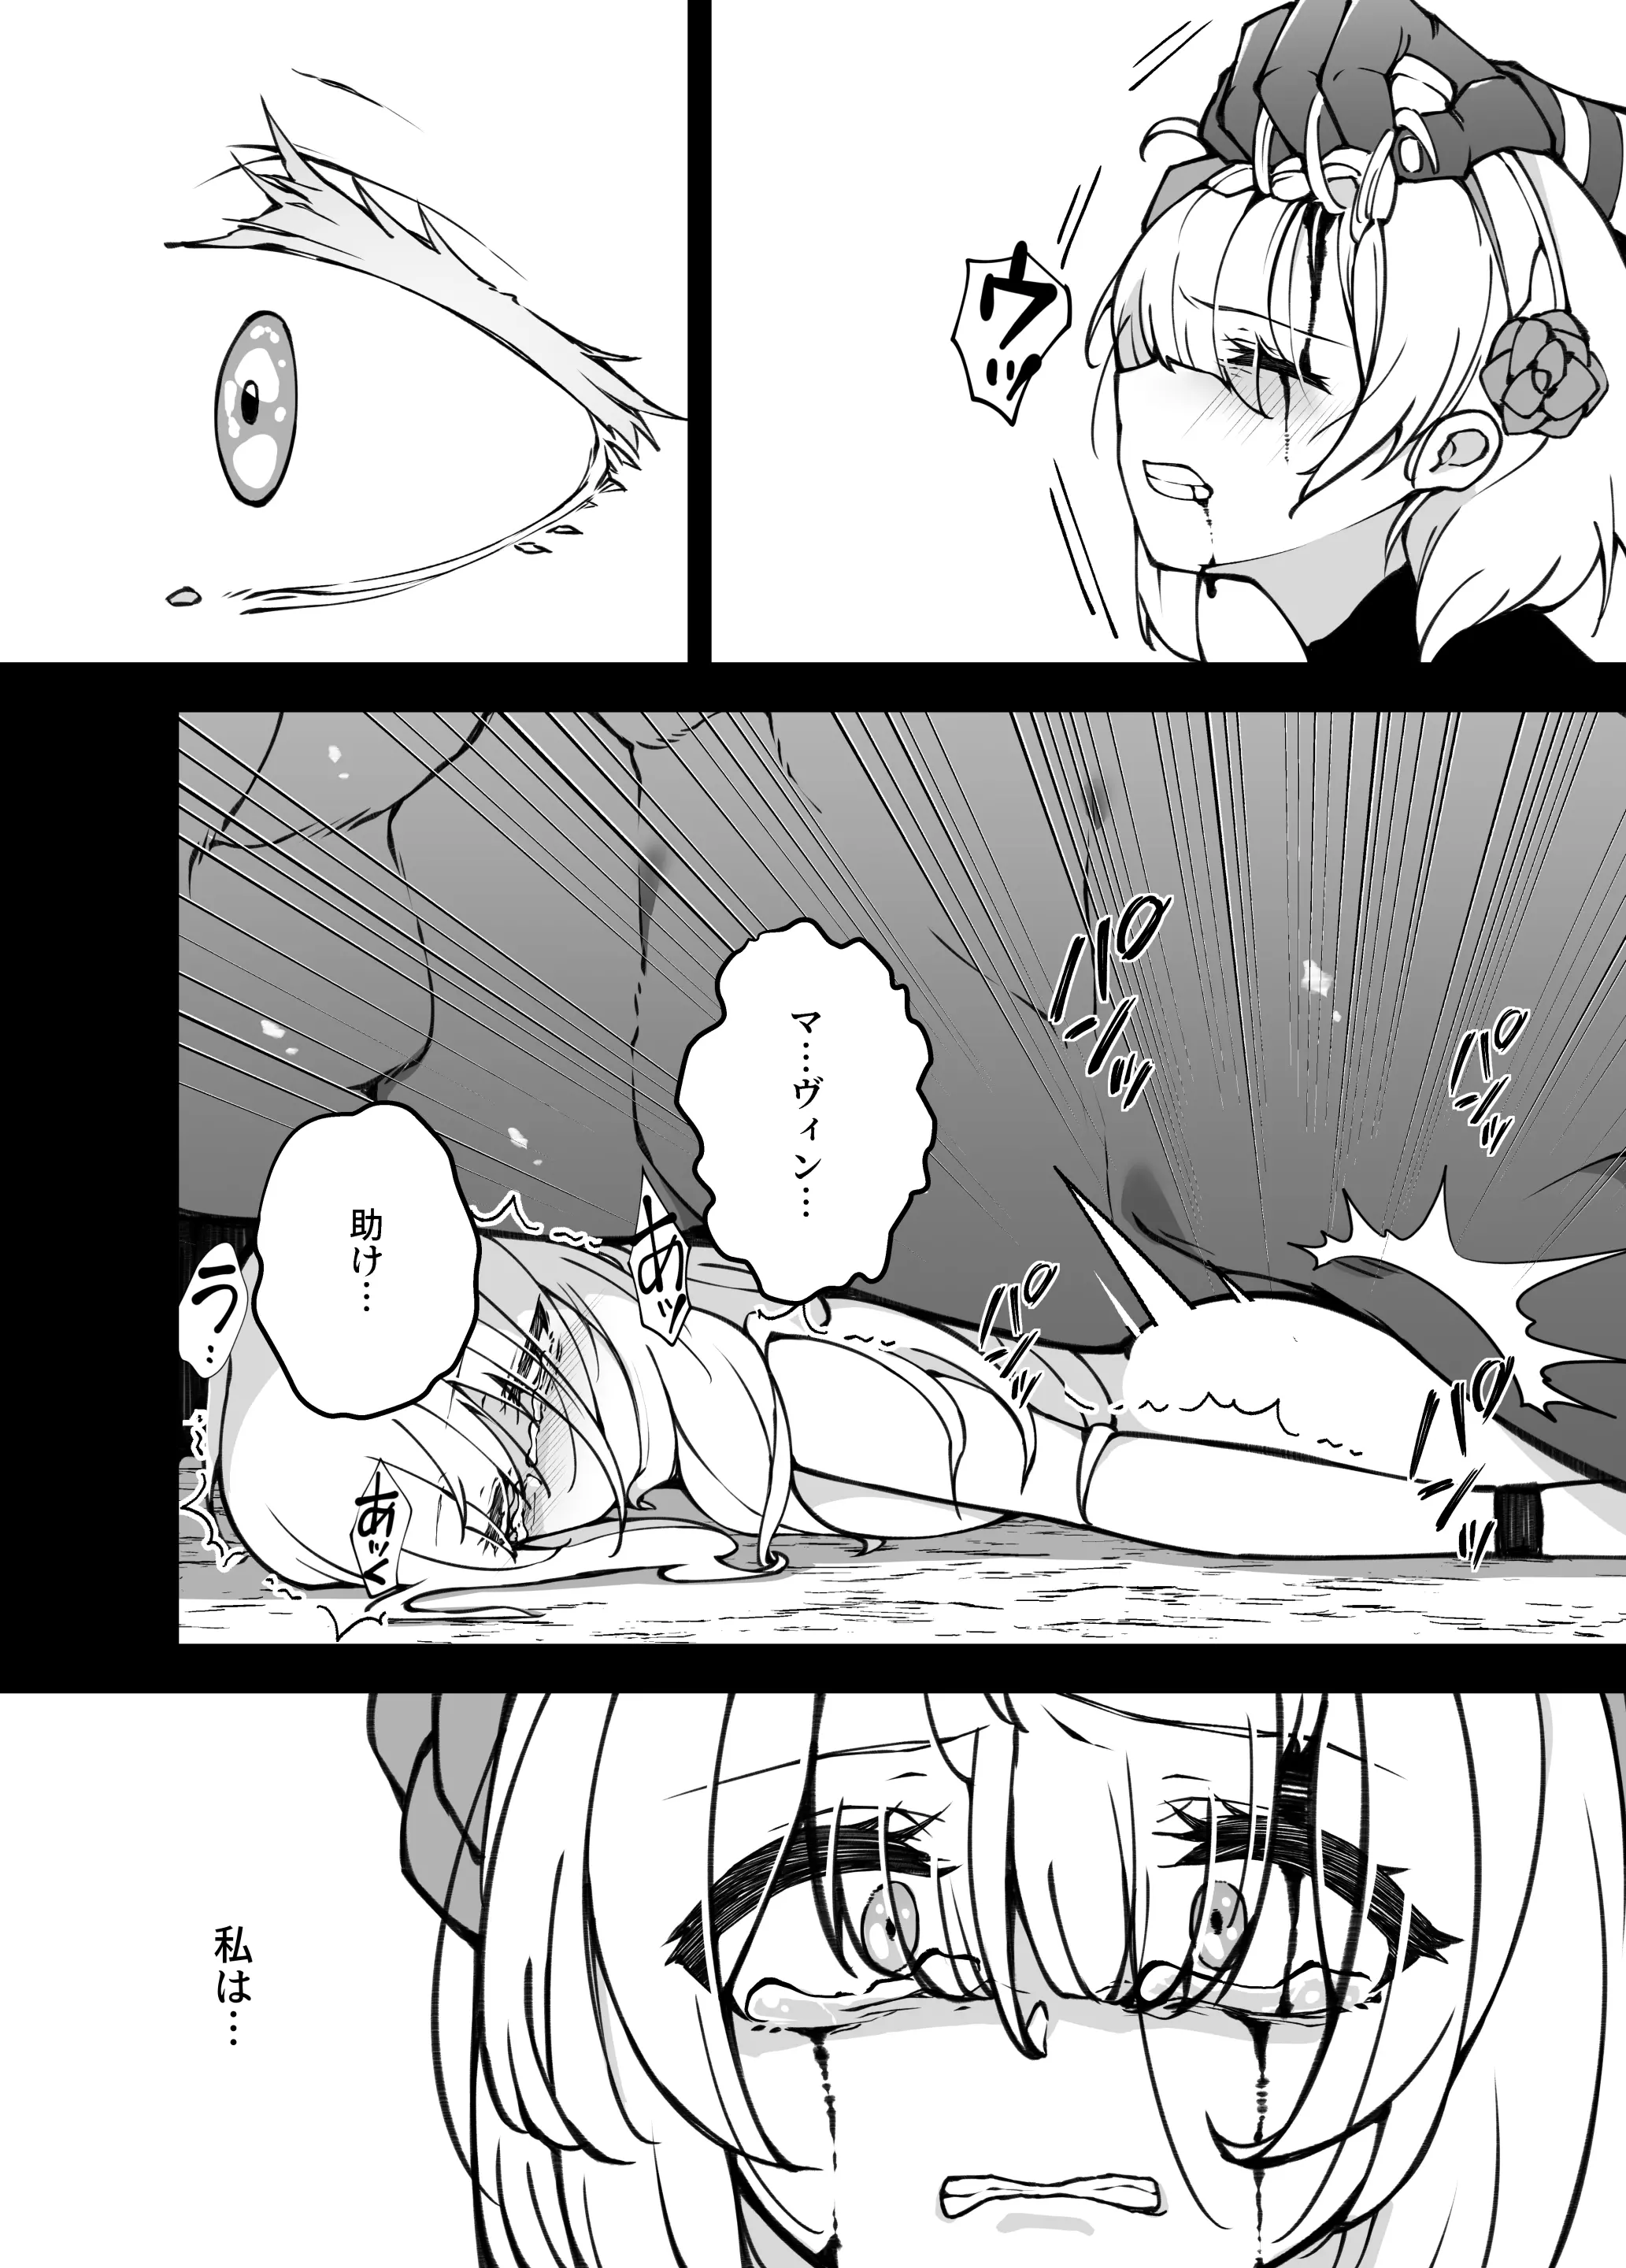 ウッ…
パンッ
パンッ
マ…ヴィン…
あッ
パンッ
パンッ
助け…
う…
あッく
私は…